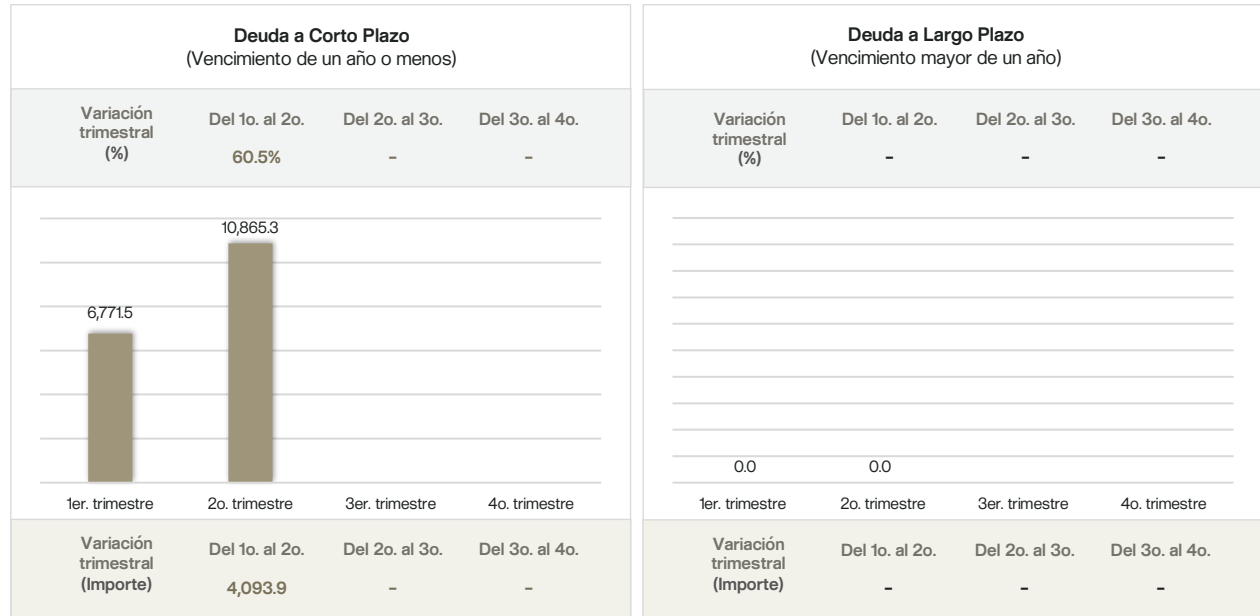 Deuda a Corto Plazo
(Vencimiento de un año o menos)
Variación
trimestral
(%)
Del 1o. al 2o.
Del 2o. al 3o.
Del 3o. al 4o.
60.5%
–
–
10,865.3
6,771.5
1er. trimestre
2o. trimestre
3er. trimestre
4o. trimestre
Variación
trimestral
(Importe)
Del 1o. al 2o.
Del 2o. al 3o.
Del 3o. al 4o.
4,093.9
–
–
Deuda a Largo Plazo
(Vencimiento mayor de un año)
Variación
trimestral
(%)
Del 1o. al 2o.
Del 2o. al 3o.
Del 3o. al 4o.
–
–
–
0.0
0.0
1er. trimestre
2o. trimestre
3er. trimestre
4o. trimestre
Variación
trimestral
(Importe)
Del 1o. al 2o.
Del 2o. al 3o.
Del 3o. al 4o.
–
–
–